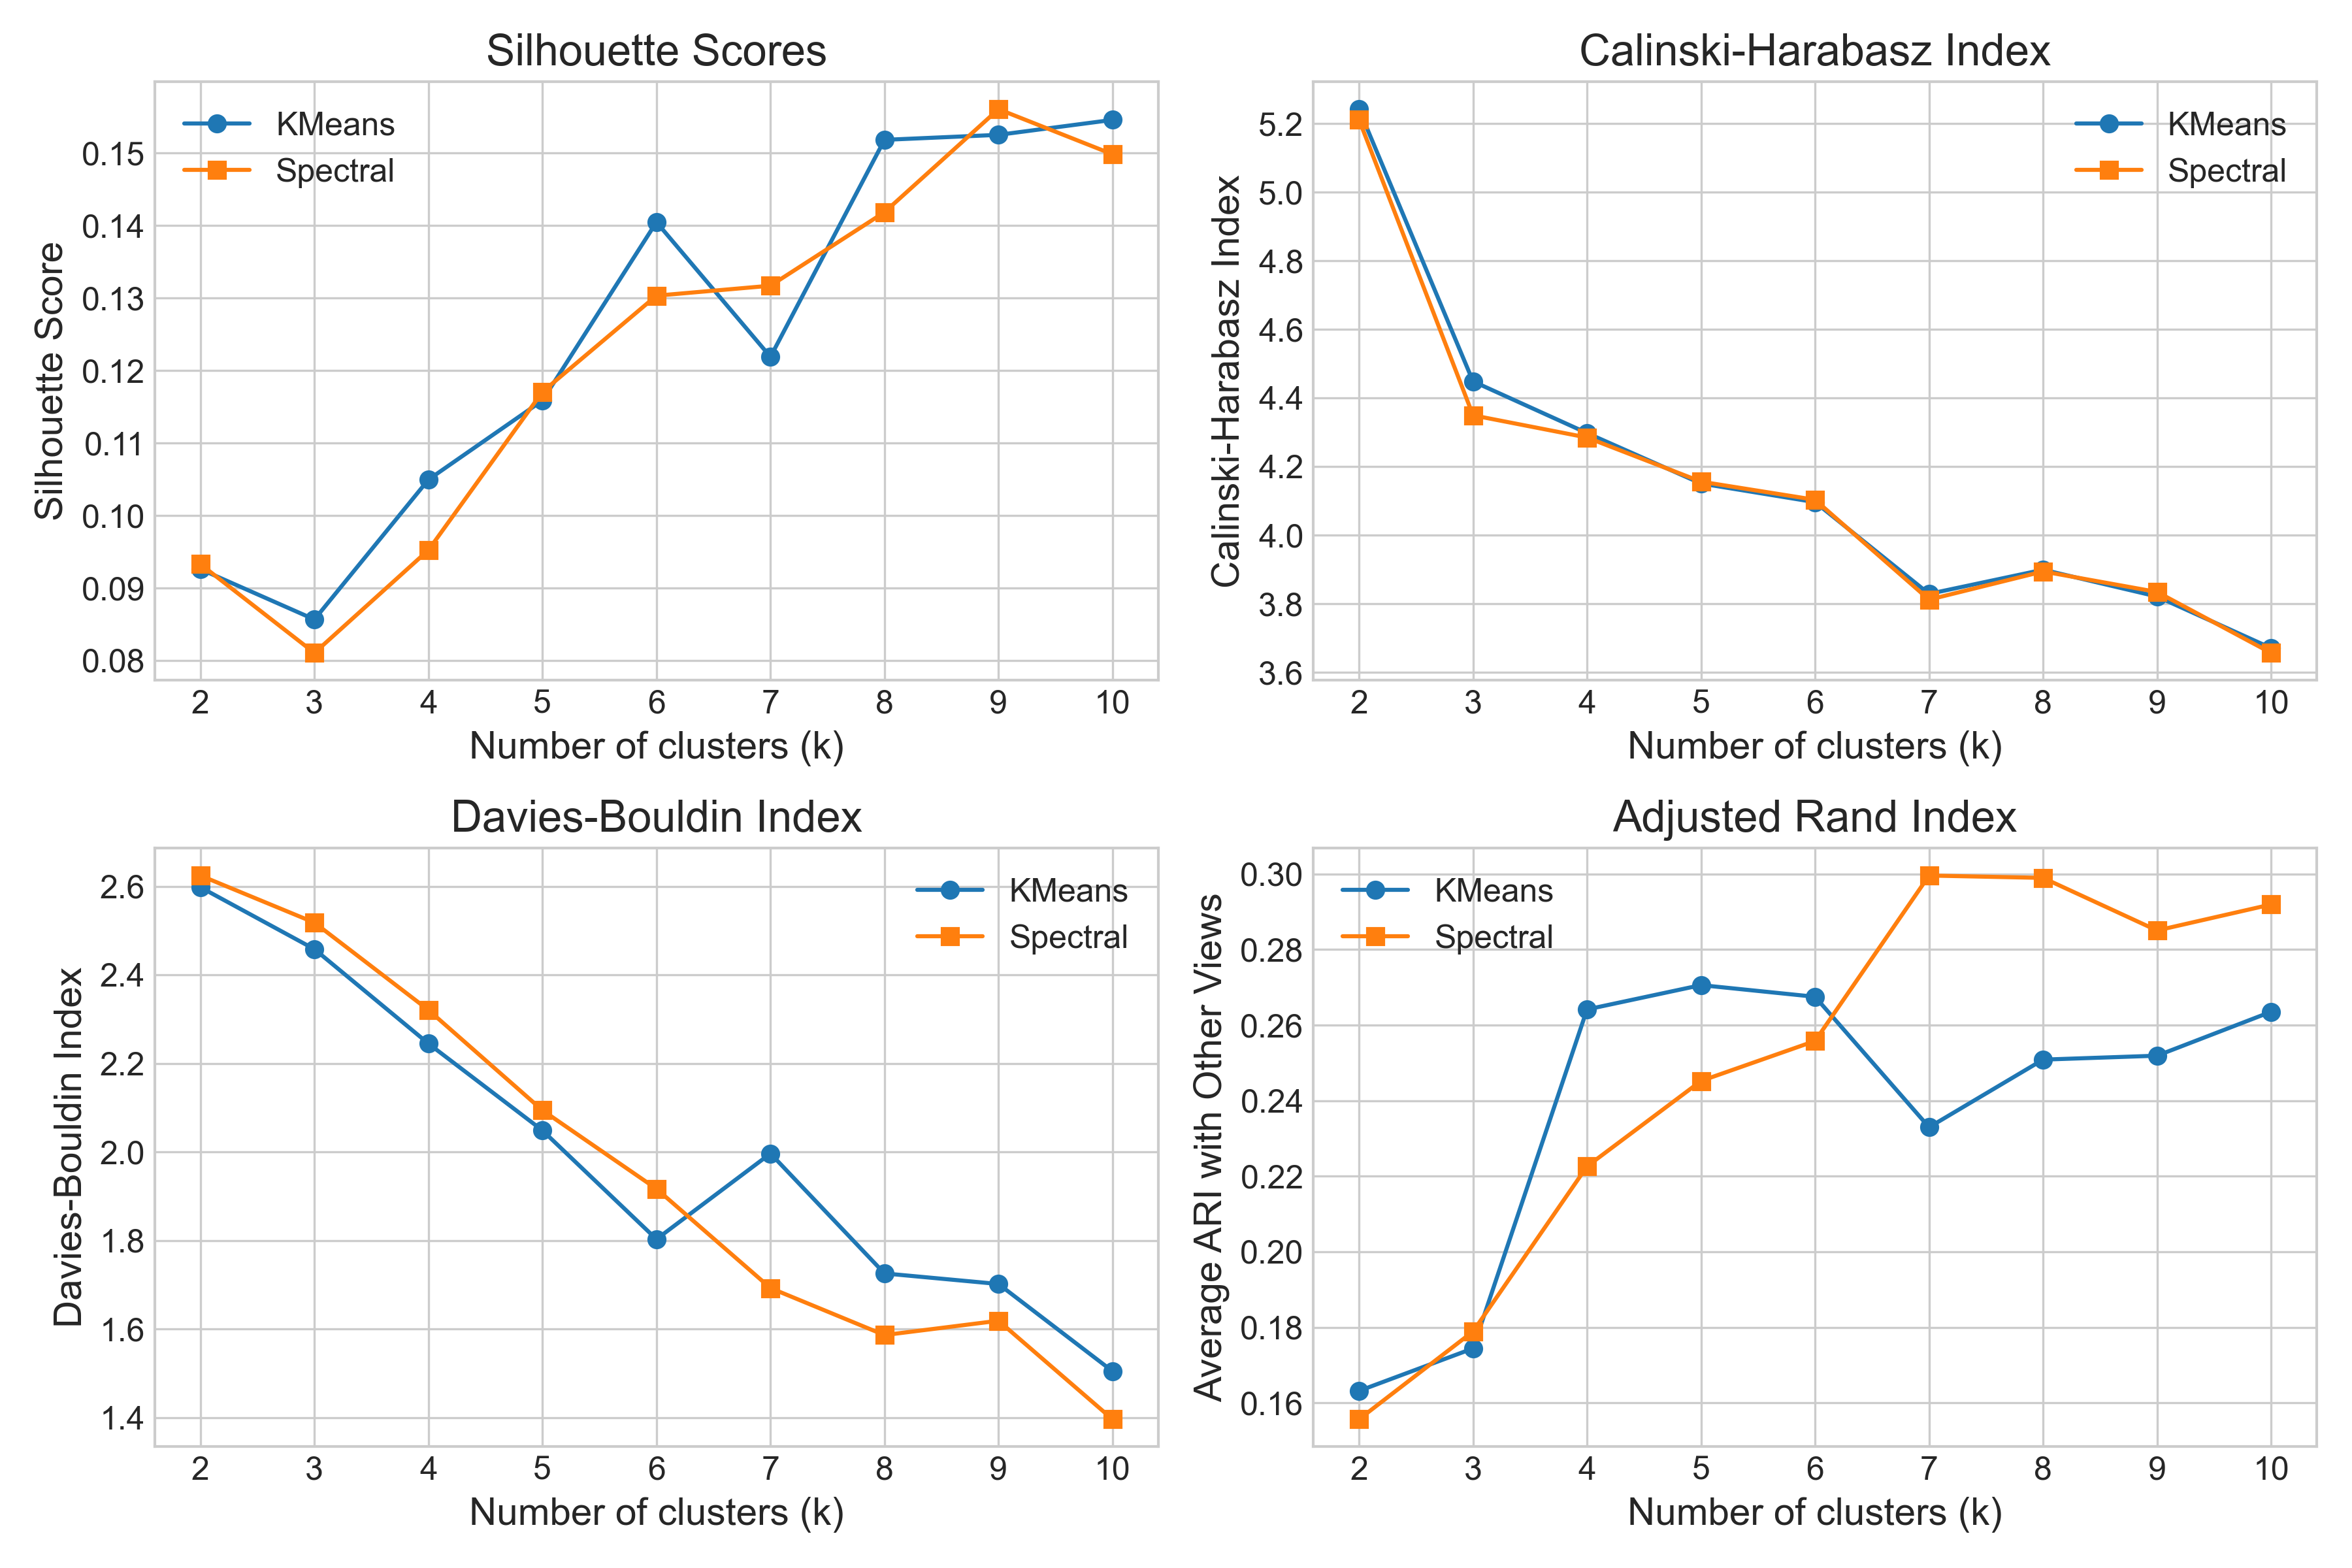 Silhouette Scores
KMeans
Spectral
Silhouette Score
0.15
0.14
0.13
0.12
0.11
0.10
0.09
0.08
2 3 4 5 6 7 8 9 10
Number of clusters (k)
Calinski-Harabasz Index
KMeans
Spectral
Calinski-Harabasz Index
5.2
5.0
4.8
4.6
4.4
4.2
4.0
3.8
3.6
2 3 4 5 6 7 8 9 10
Number of clusters (k)
Davies-Bouldin Index
KMeans
Spectral
Davies-Bouldin Index
2.6
2.4
2.2
2.0
1.8
1.6
1.4
2 3 4 5 6 7 8 9 10
Number of clusters (k)
Adjusted Rand Index
KMeans
Spectral
Average ARI with Other Views
0.30
0.28
0.26
0.24
0.22
0.20
0.18
0.16
2 3 4 5 6 7 8 9 10
Number of clusters (k)